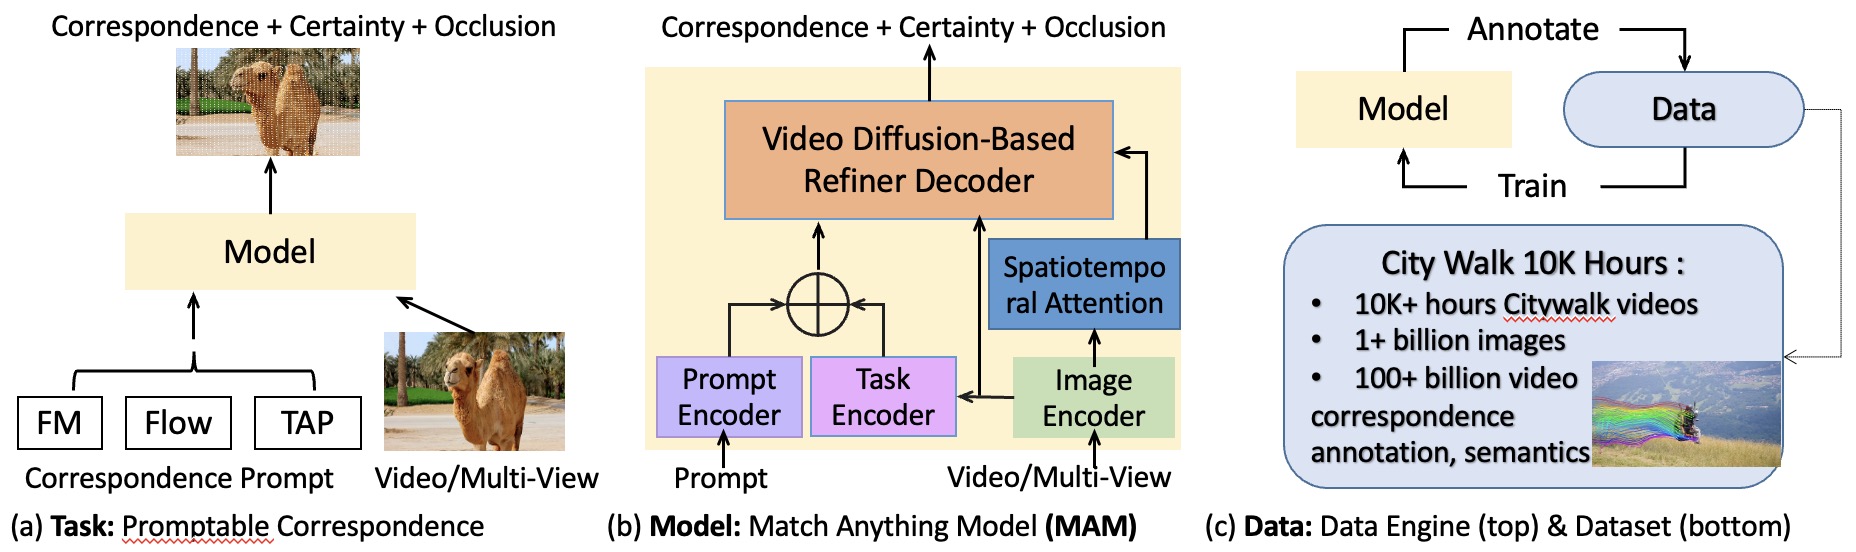 Correspondence + Certainty + Occlusion
Model
FM
Flow
TAP
Correspondence Prompt
Video/Multi-View
(a) Task: Promptable Correspondence
Correspondence + Certainty + Occlusion
Video Diffusion-Based
Refiner Decoder
Spatiotempo
ral Attention
Prompt
Encoder
Task
Encoder
Image
Encoder
Prompt
Video/Multi-View
(b) Model: Match Anything Model (MAM)
Annotate
Model
Data
Train
City Walk 10K Hours :
• 10K+ hours Citywalk videos
• 1+ billion images
• 100+ billion video
correspondence
annotation, semantics
(c) Data: Data Engine (top) & Dataset (bottom)